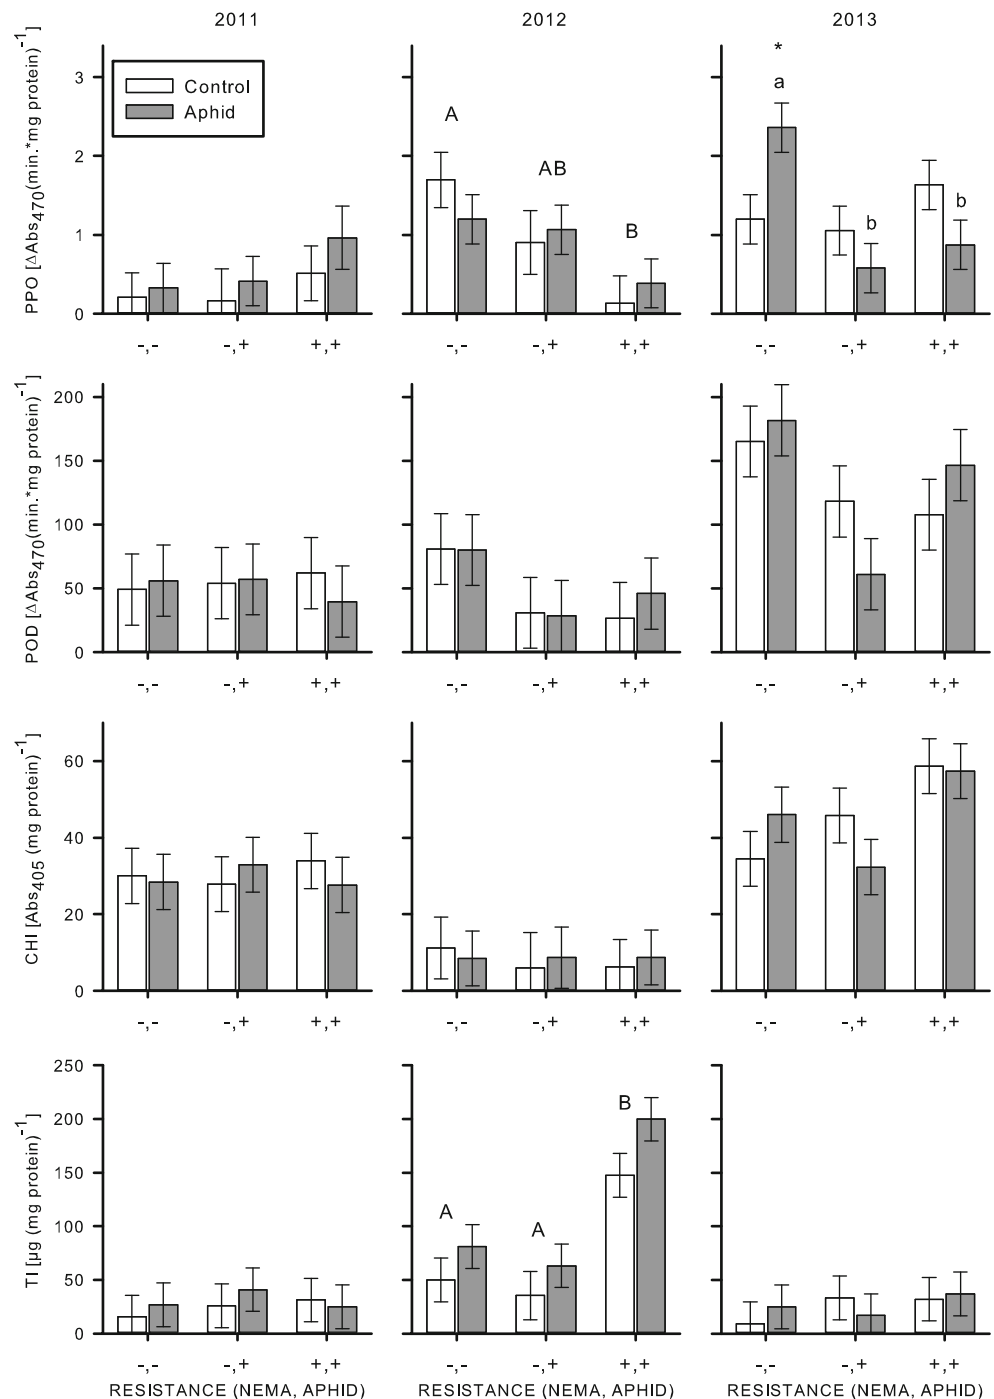 2011 2012 2013
PPO [ΔAbs470(min.*mg protein)-1]
3
2
1
0
Control
Aphid
A
AB
B
*
a
b
b
-,- -,+ +,+ -,- -,+ +,+ -,- -,+ +,+
POD [ΔAbs470(min.*mg protein)-1]
200
150
100
50
0
-,- -,+ +,+ -,- -,+ +,+ -,- -,+ +,+
CHI [Abs405 (mg protein)-1]
60
40
20
0
-,- -,+ +,+ -,- -,+ +,+ -,- -,+ +,+
TI [µg (mg protein)-1]
250
200
150
100
50
0
A
A
B
-,- -,+ +,+ -,- -,+ +,+ -,- -,+ +,+
RESISTANCE (NEMA, APHID) RESISTANCE (NEMA, APHID) RESISTANCE (NEMA, APHID)